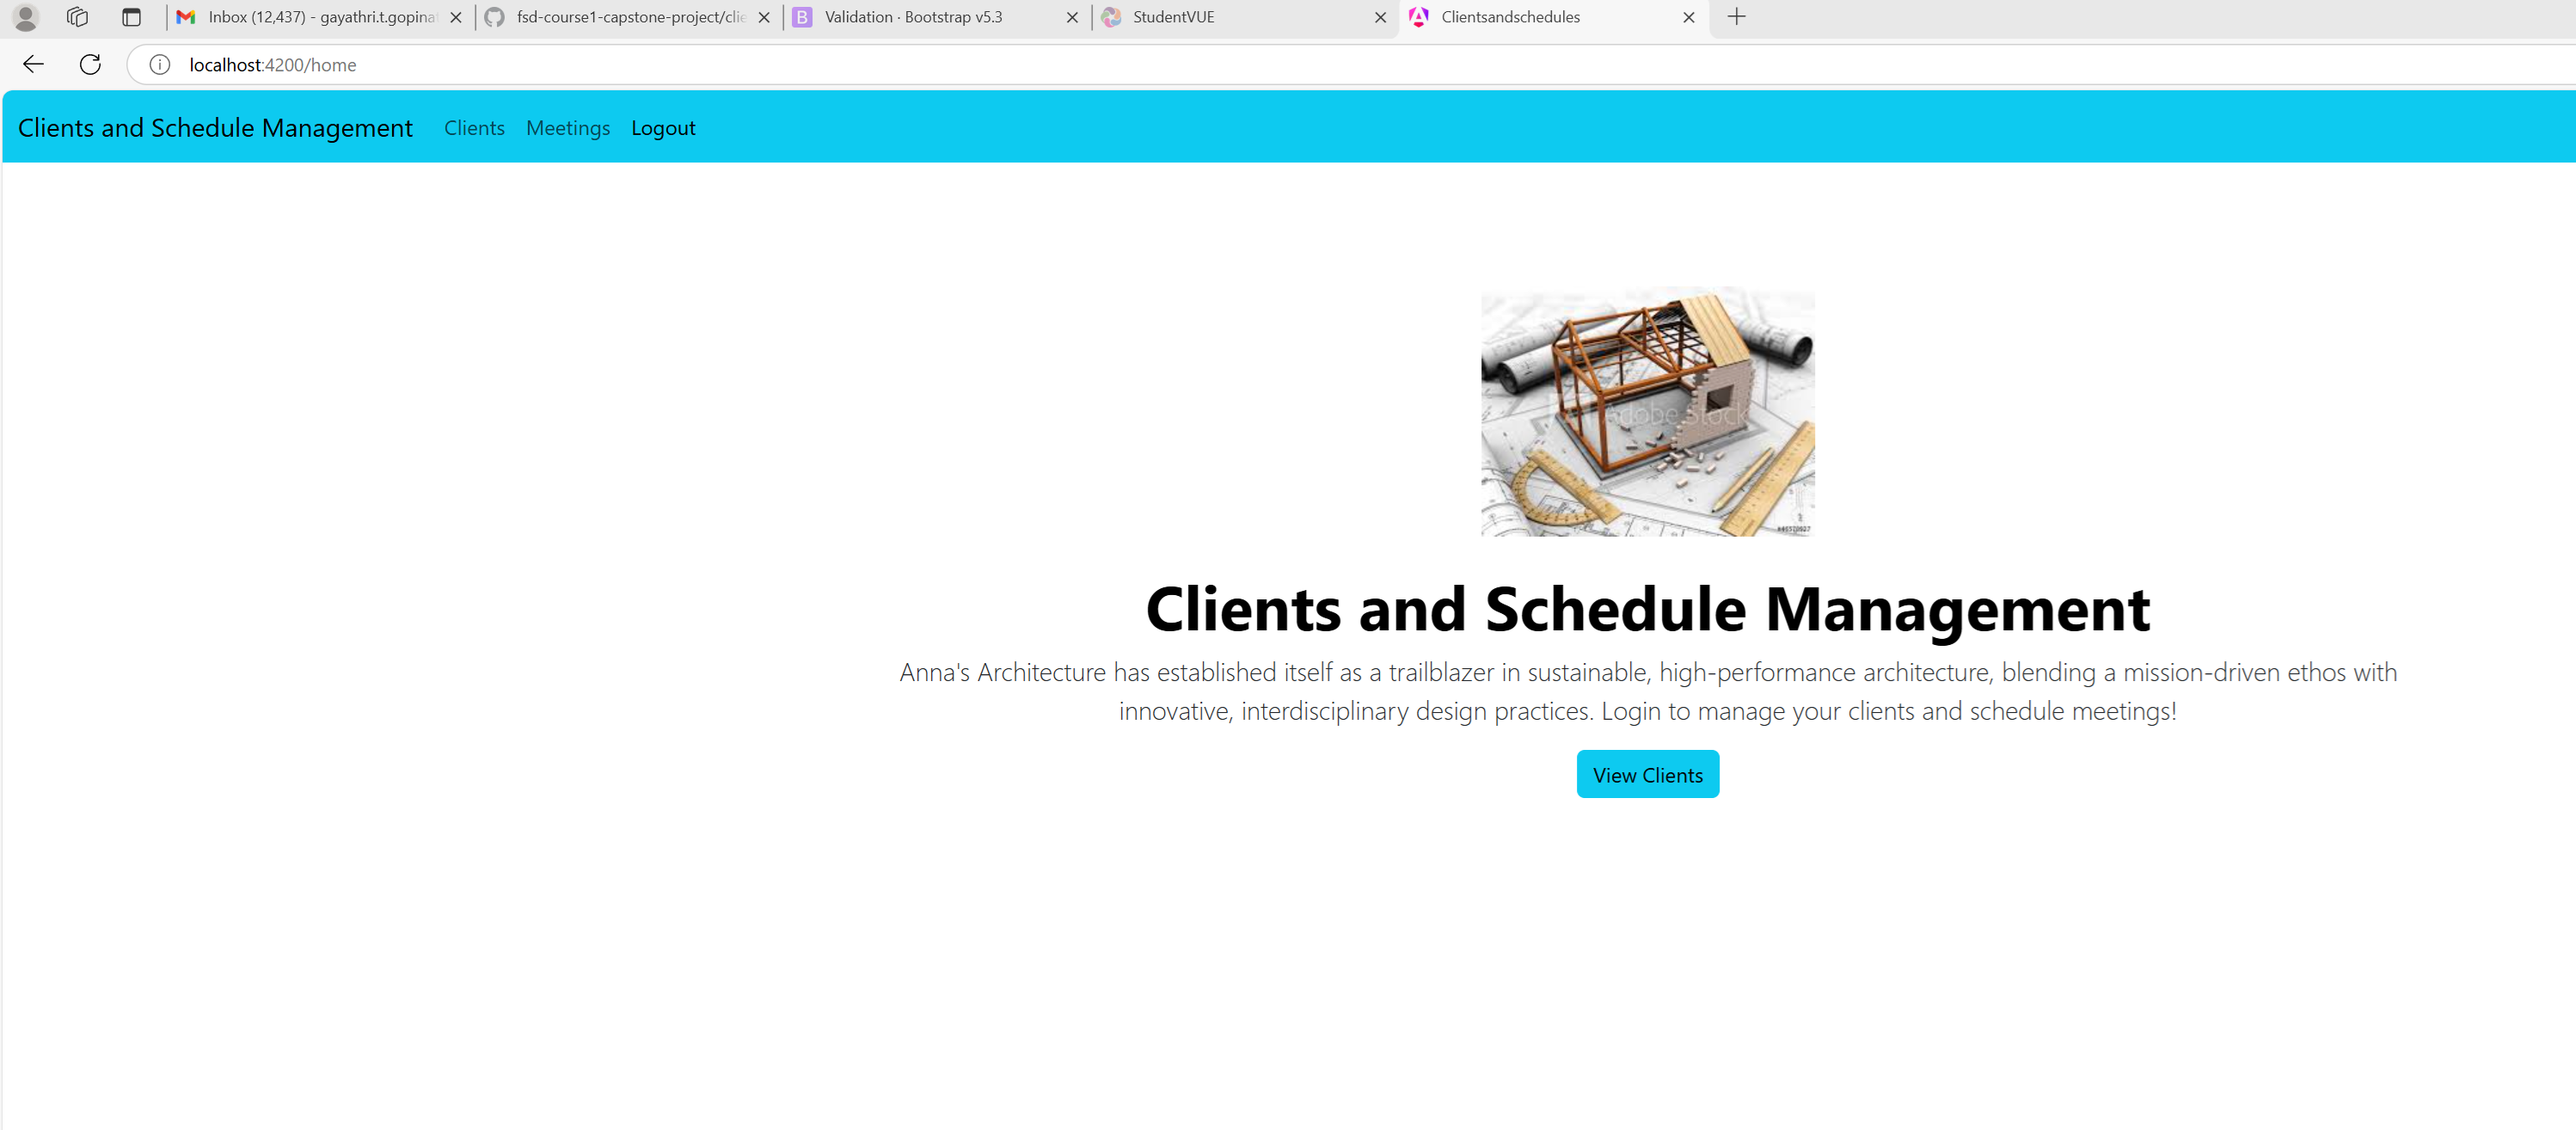 Inbox (12,437) - gayathri.t.gopina
fsd-course1-capstone-project/clie
Validation · Bootstrap v5.3
StudentVUE
Clientsandschedules
localhost:4200/home
Clients and Schedule Management
Clients
Meetings
Logout
Adobe Stock
Clients and Schedule Management
Anna's Architecture has established itself as a trailblazer in sustainable, high-performance architecture, blending a mission-driven ethos with
innovative, interdisciplinary design practices. Login to manage your clients and schedule meetings!
View Clients